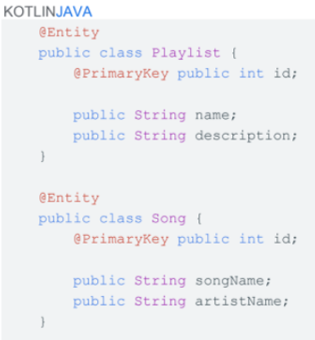 KOTLINJAVA
@Entity
public class Playlist {
@PrimaryKey public int id;
public String name;
public String description;
}
@Entity
public class Song {
@PrimaryKey public int id;
public String songName;
public String artistName;
}